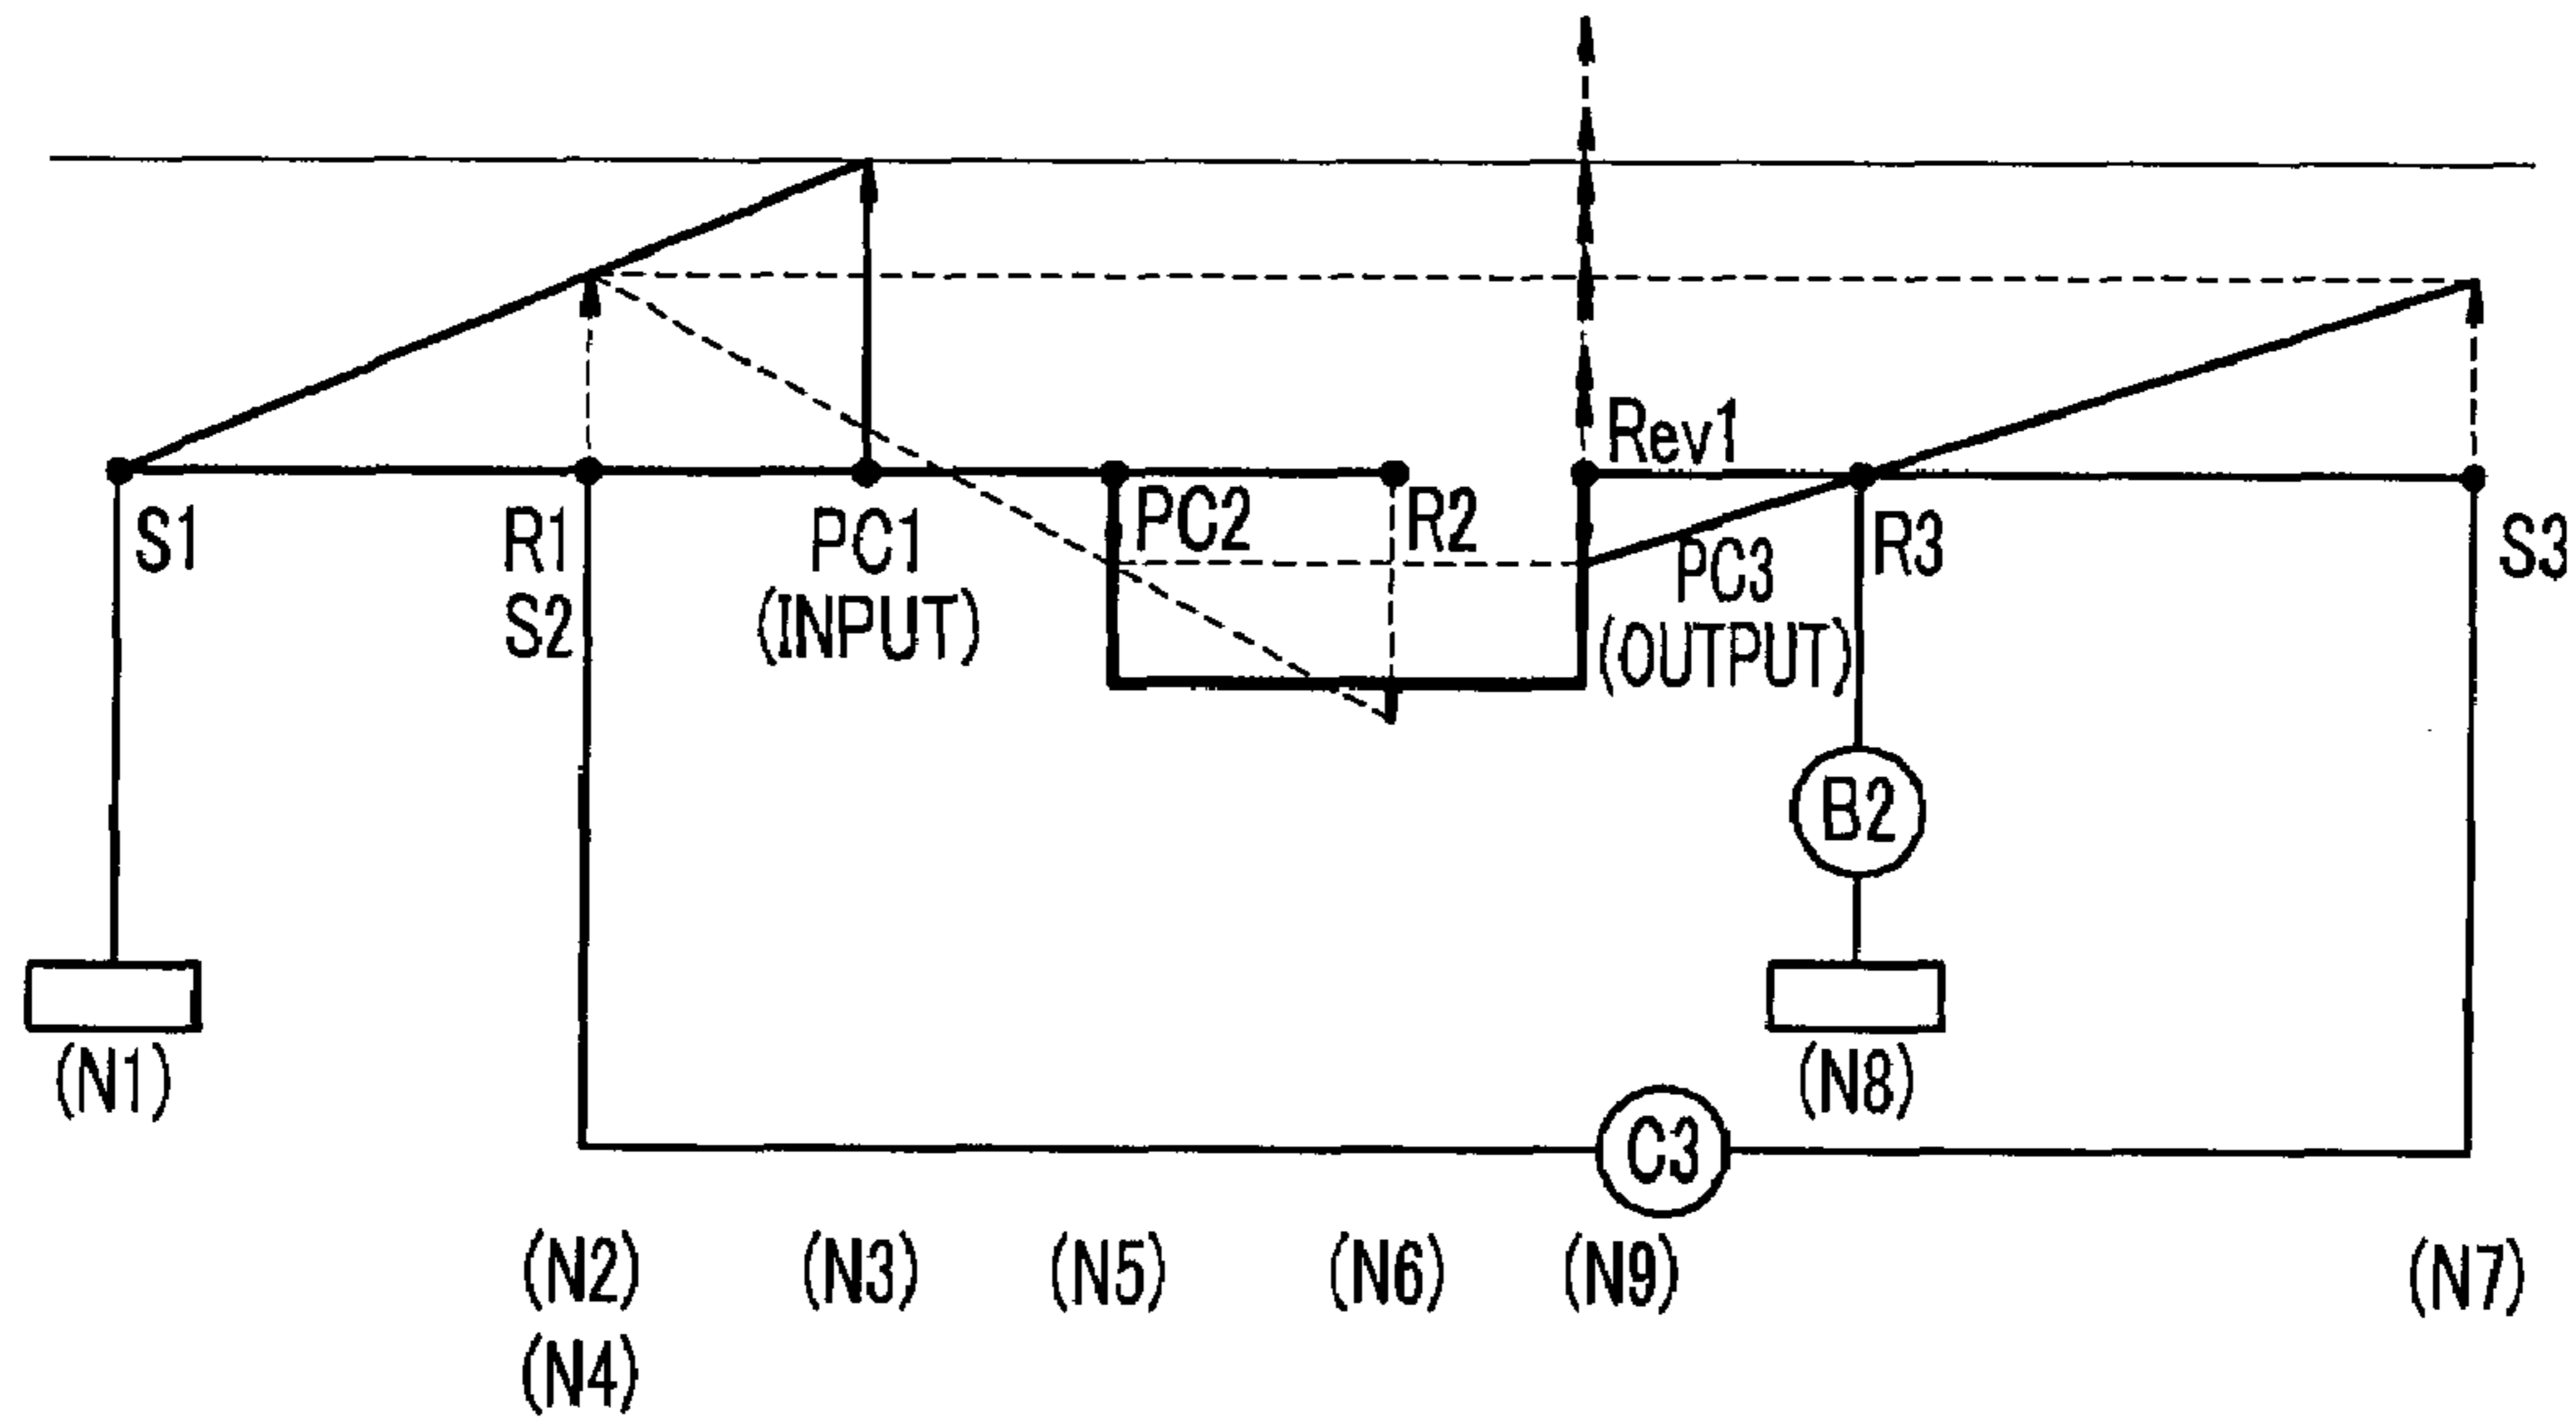 Rev1
S1
R1
S2
PC1
(INPUT)
PC2
R2
PC3
(OUTPUT)
R3
S3
B2
(N1)
(N8)
C3
(N2)
(N4)
(N3)
(N5)
(N6)
(N9)
(N7)